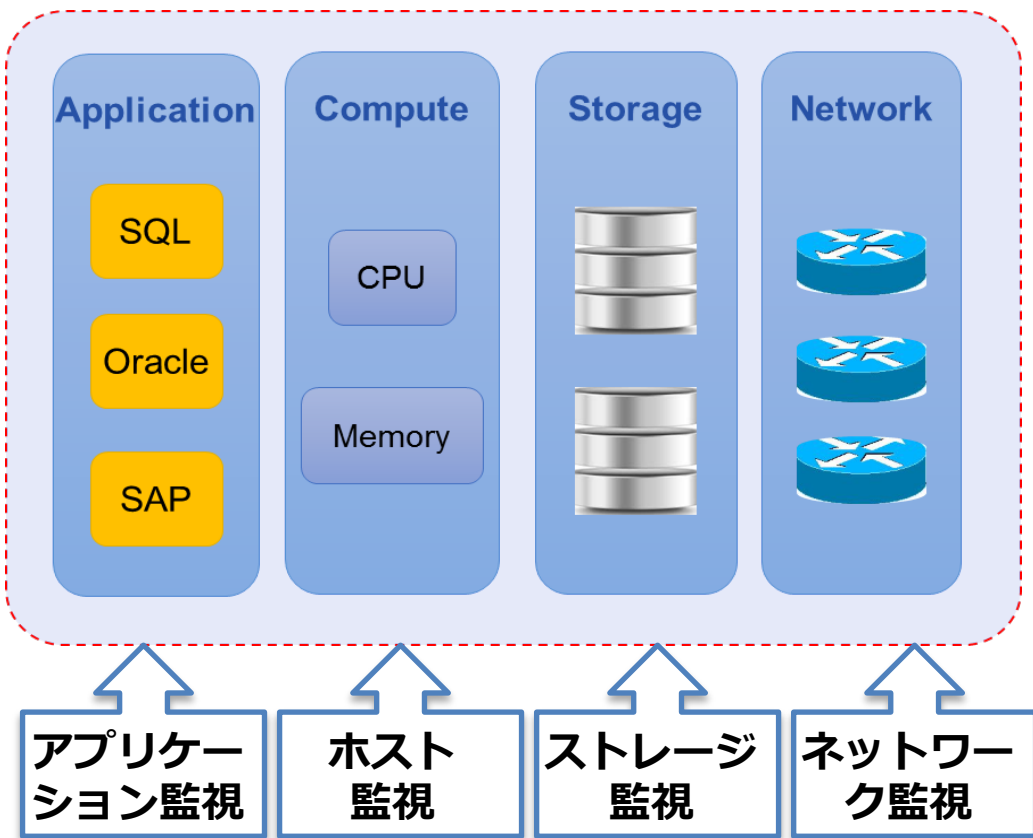 Application
Compute
Storage
Network
SQL
Oracle
SAP
CPU
Memory
アプリケー
ション監視
ホスト
監視
ストレージ
監視
ネットワー
ク監視